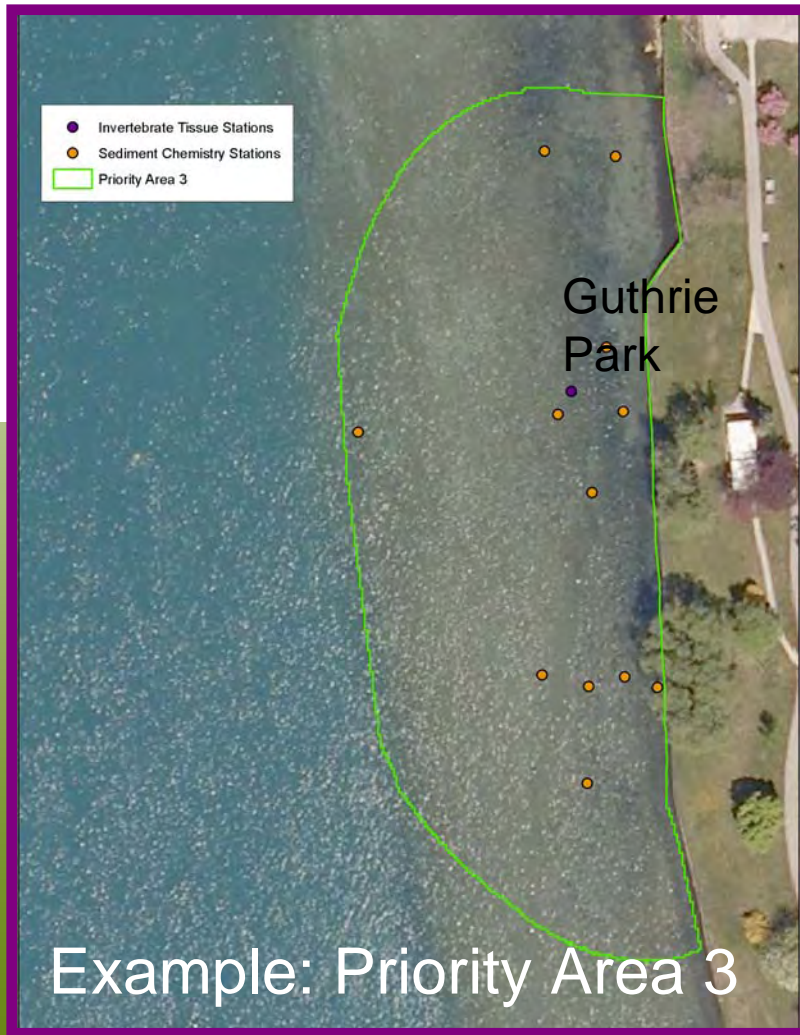 Invertebrate Tissue Stations
Sediment Chemistry Stations
Priority Area 3
Guthrie
Park
Example: Priority Area 3